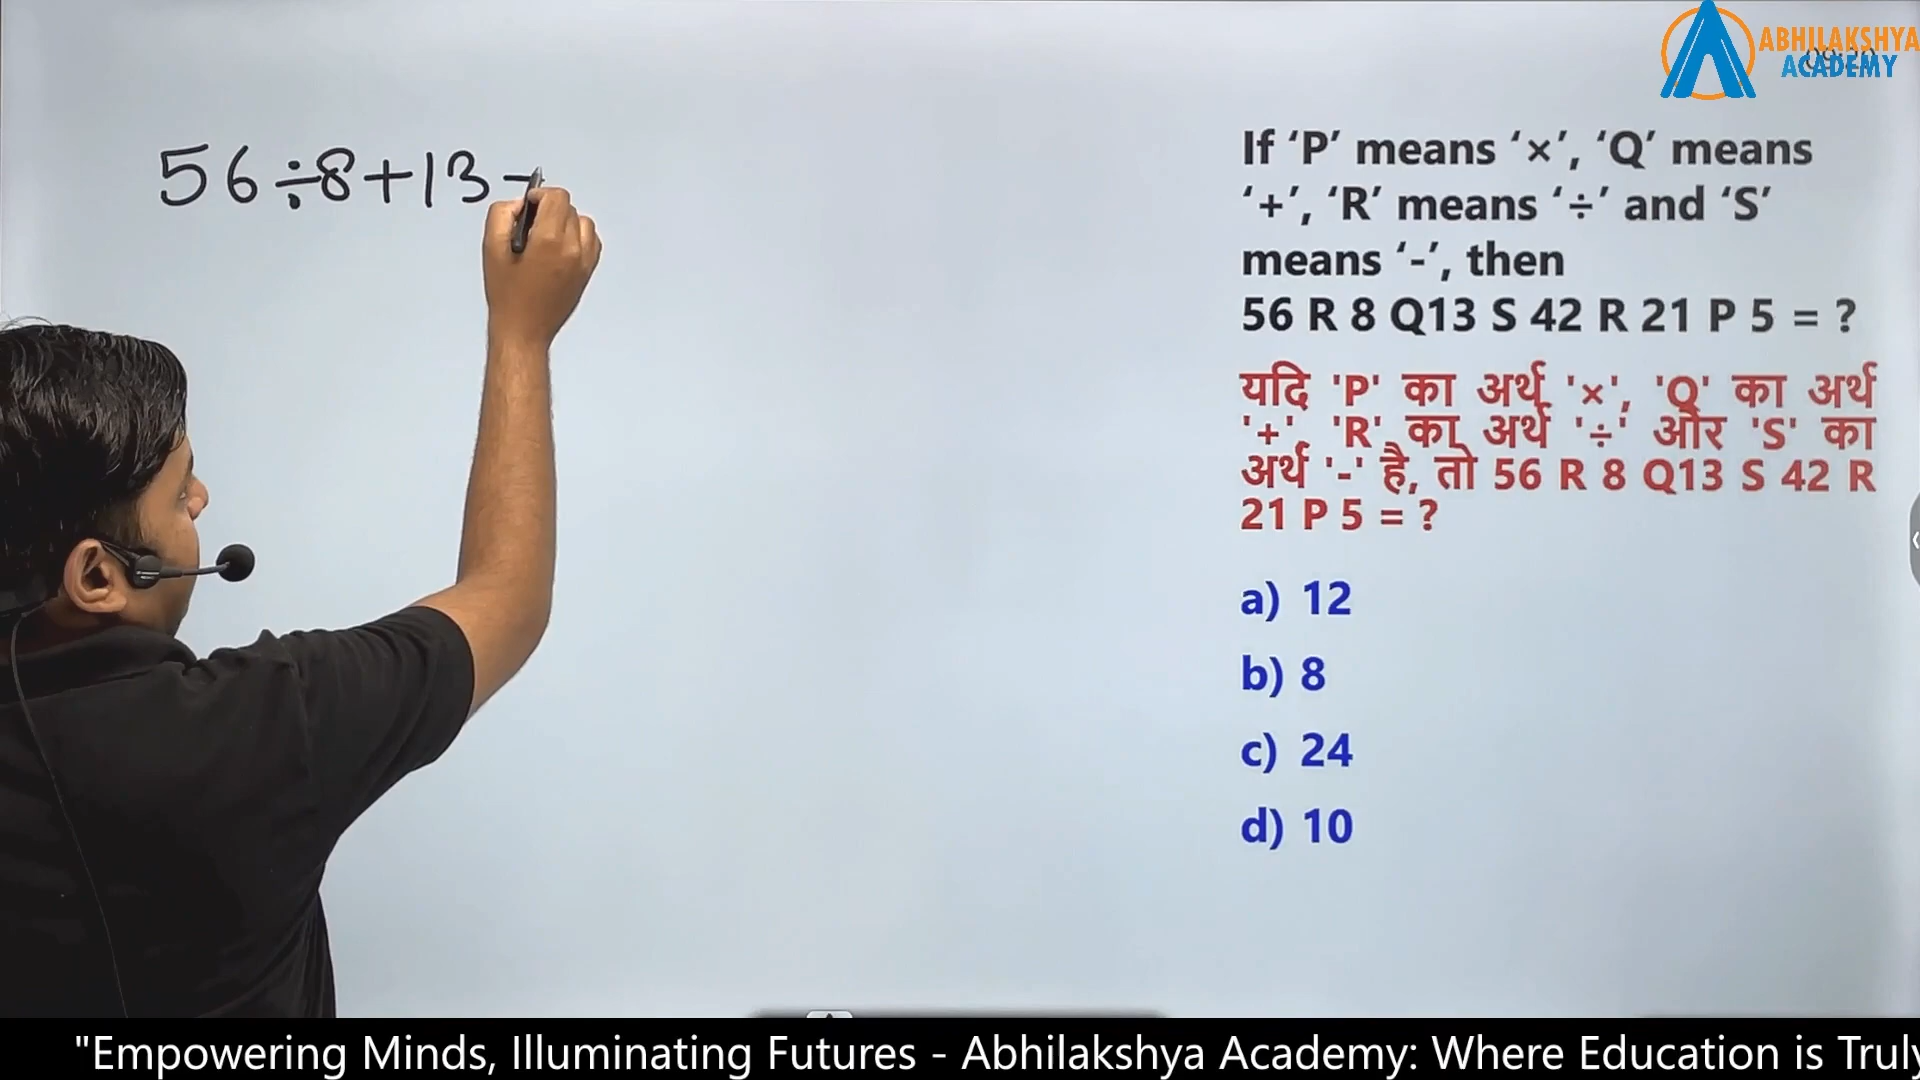 ABHILAKSHYA
ACADEMY
56÷8+13-
If ‘P’ means ‘×’, ‘Q’ means
‘+’, ‘R’ means ‘÷’ and ‘S’
means ‘-’, then
56 R 8 Q13 S 42 R 21 P 5 = ?
यदि 'P' का अर्थ '×', 'Q' का अर्थ
'+', 'R' का अर्थ '÷' और 'S' का
अर्थ '-' है, तो 56 R 8 Q13 S 42 R
21 P 5 = ?
a) 12
b) 8
c) 24
d) 10
"Empowering Minds, Illuminating Futures - Abhilakshya Academy: Where Education is Truly